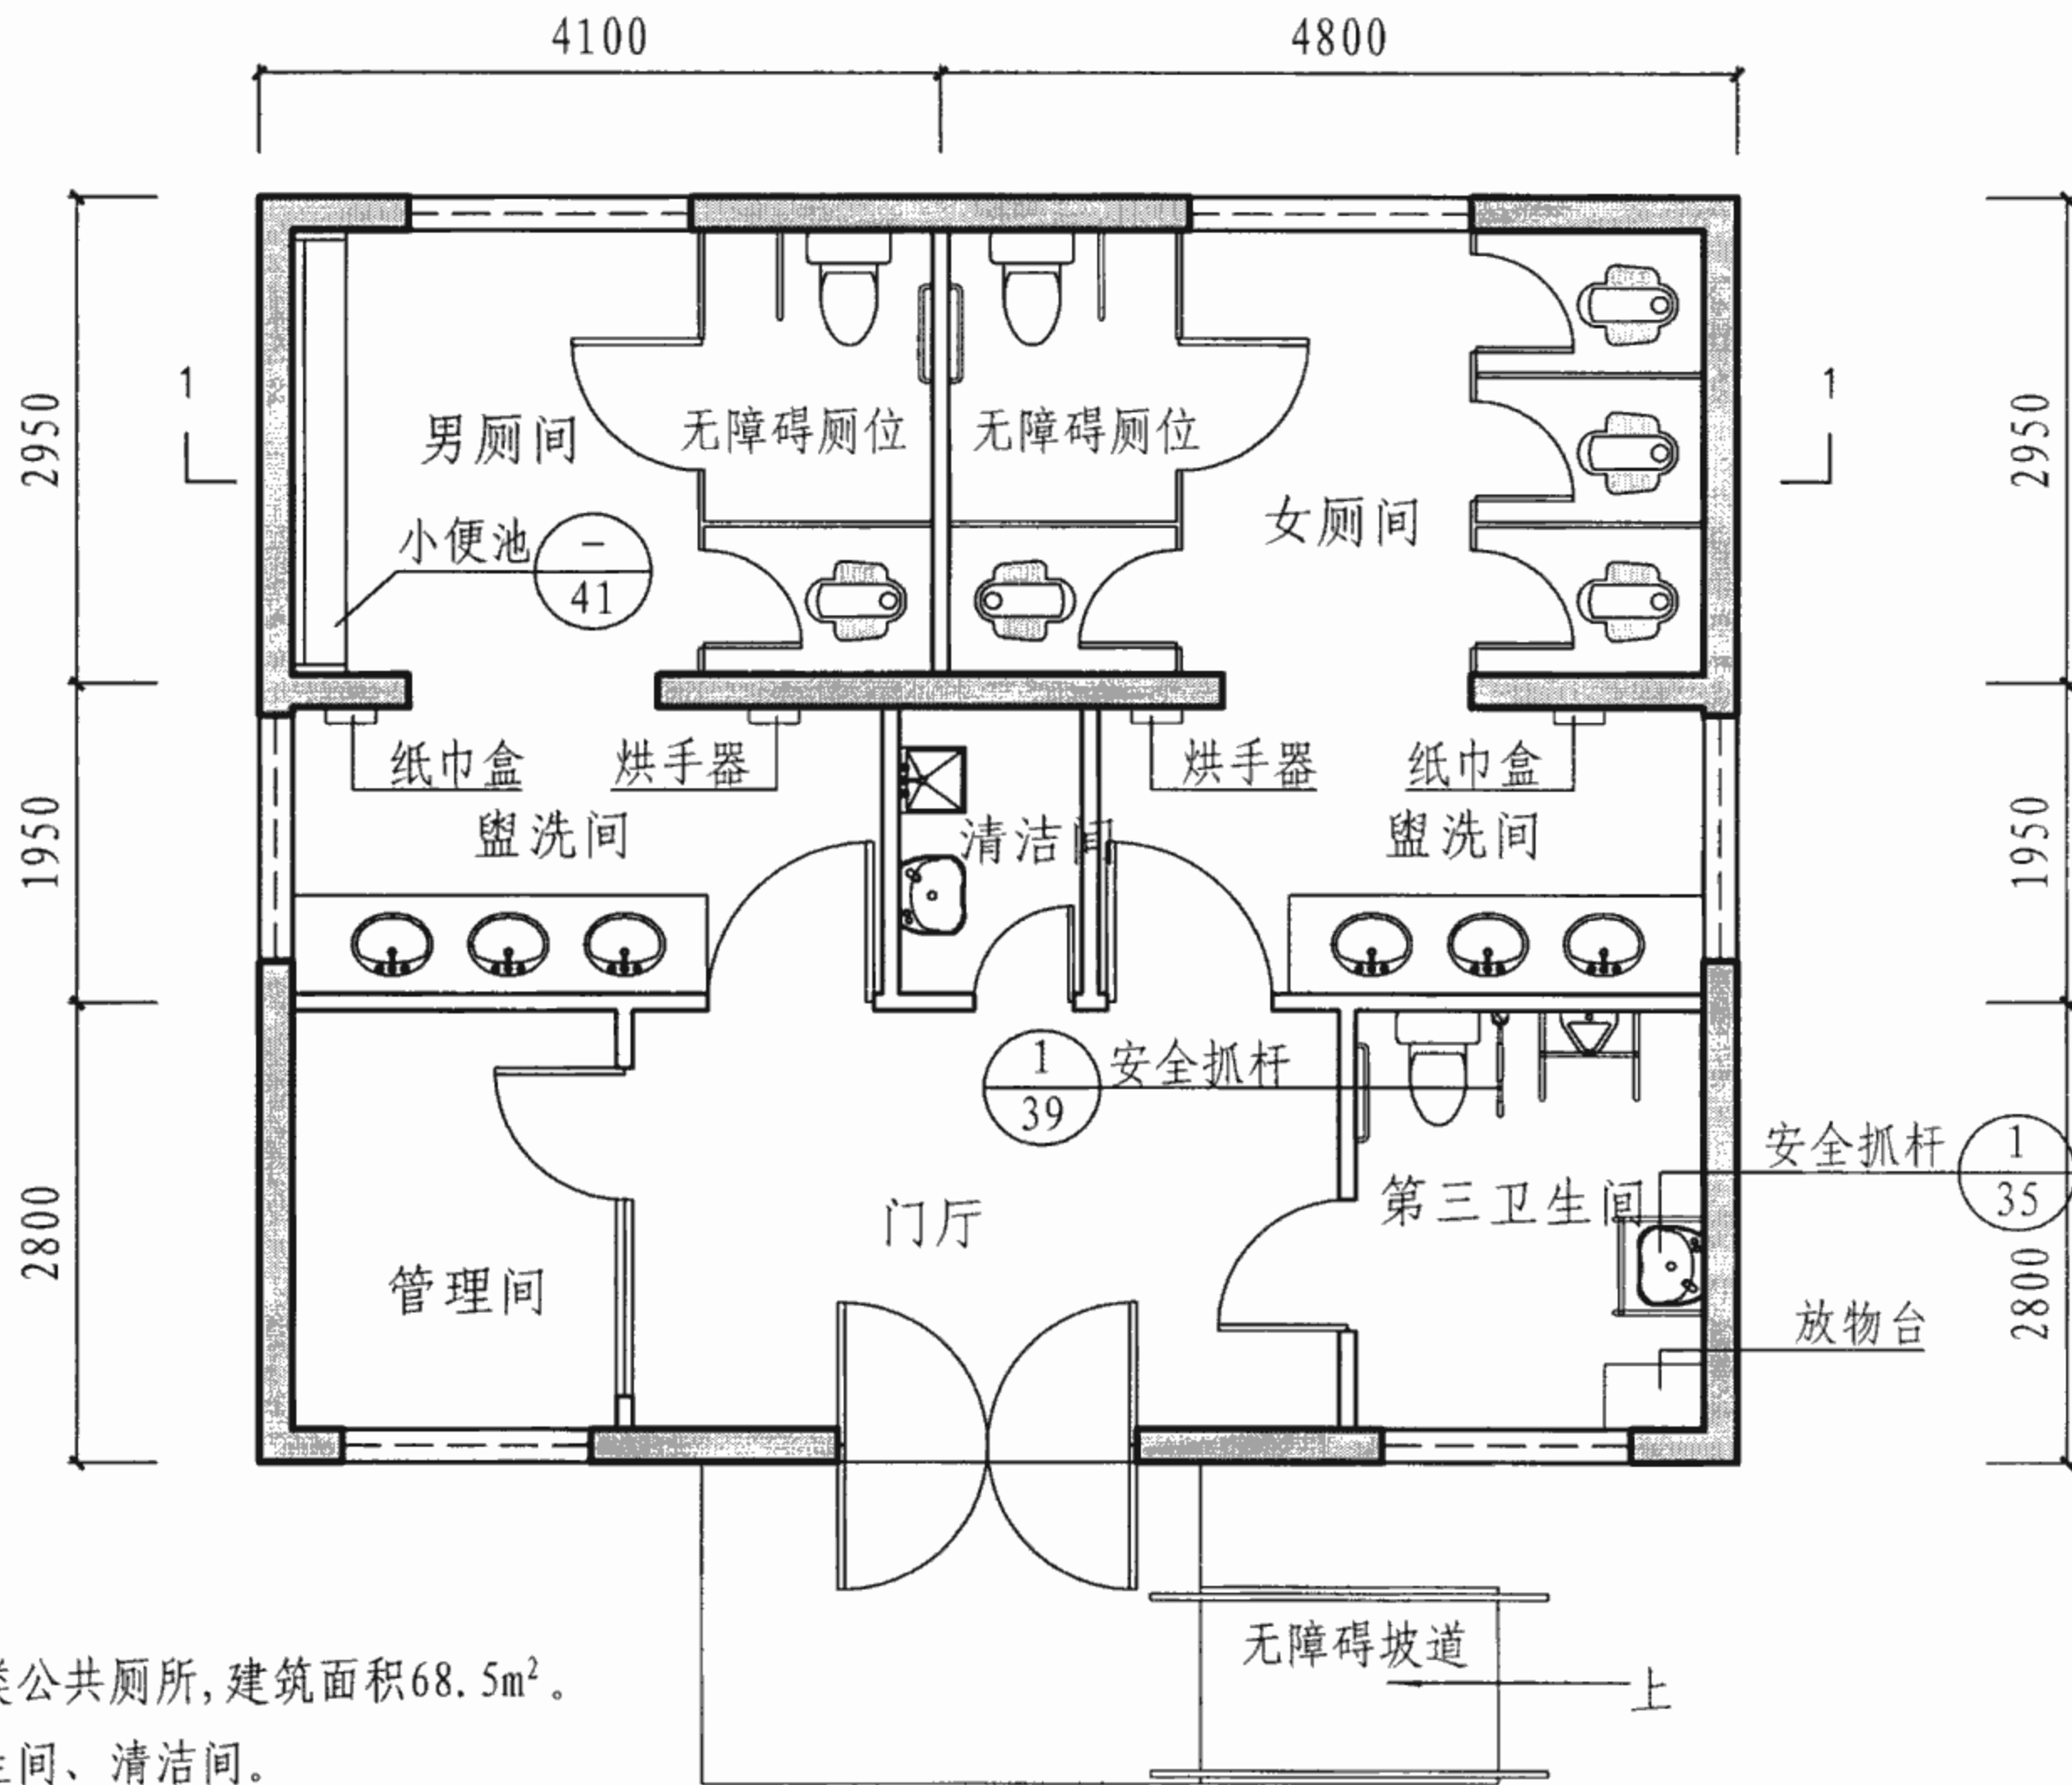 4100
4800
2950
1950
2800
2950
1950
2800
1
1
男厕间
无障碍厕位
无障碍厕位
女厕间
小便池
-
41
纸巾盒
烘手器
烘手器
纸巾盒
盥洗间
清洁间
盥洗间
1
39
安全抓杆
安全抓杆
1
35
第三卫生间
门厅
管理间
放物台
无障碍坡道
上
类公共厕所,建筑面积68.5m²。
生间、清洁间。